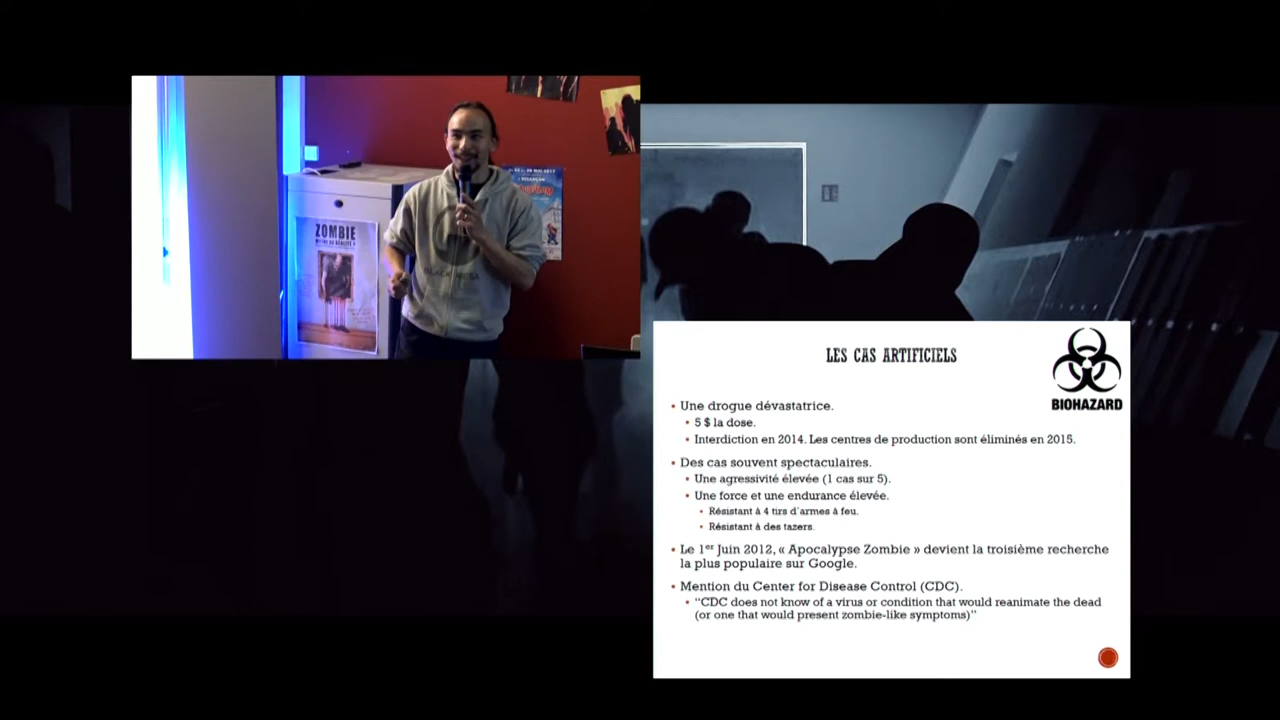 ZOMBIE
BLACK MESA
LES CAS ARTIFICIELS
BIOHAZARD
• Une drogue dévastatrice.
• 5 $ la dose.
• Interdiction en 2014. Les centres de production sont éliminés en 2015.
• Des cas souvent spectaculaires.
• Une agressivité élevée (1 cas sur 5).
• Une force et une endurance élevée.
• Résistant à 4 tirs d'armes à feu.
• Résistant à des tazers.
• Le 1er Juin 2012, « Apocalypse Zombie » devient la troisième recherche
la plus populaire sur Google.
• Mention du Center for Disease Control (CDC).
• "CDC does not know of a virus or condition that would reanimate the dead
(or one that would present zombie-like symptoms)"